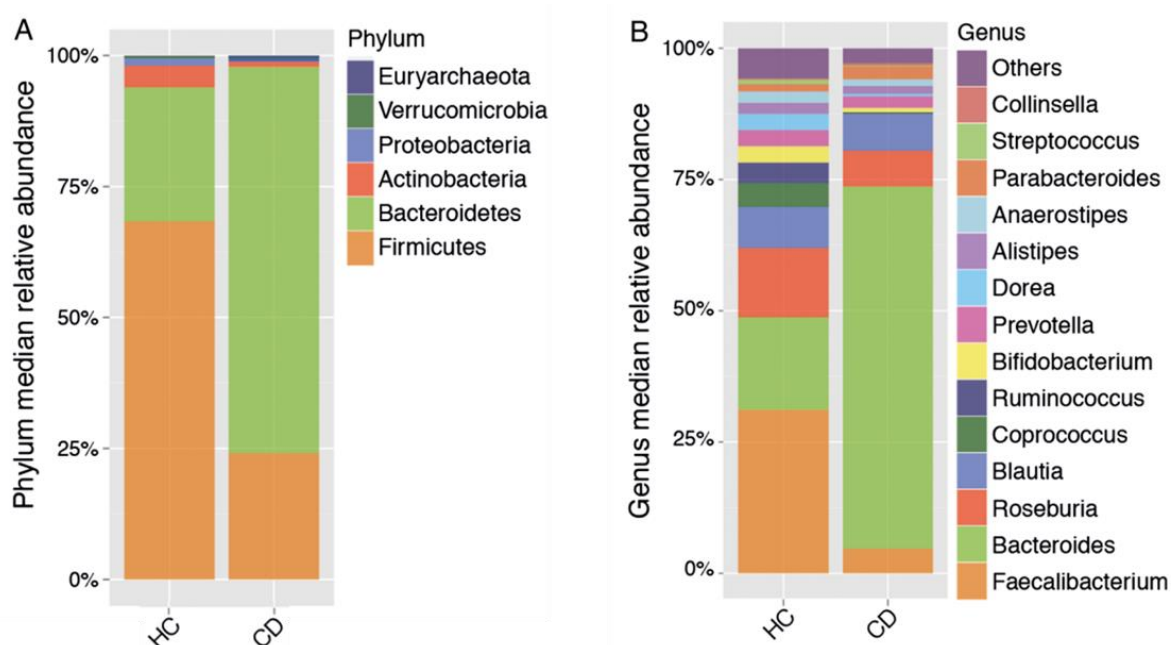 A
Phylum median relative abundance
100%
75%
50%
25%
0%
HC
CD
Phylum
Euryarchaeota
Verrucomicrobia
Proteobacteria
Actinobacteria
Bacteroidetes
Firmicutes
B
Genus median relative abundance
100%
75%
50%
25%
0%
HC
CD
Genus
Others
Collinsella
Streptococcus
Parabacteroides
Anaerostipes
Alistipes
Dorea
Prevotella
Bifidobacterium
Ruminococcus
Coprococcus
Blautia
Roseburia
Bacteroides
Faecalibacterium